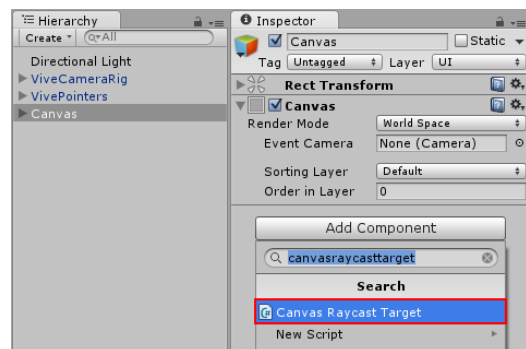 Hierarchy
Create All
Directional Light
ViveCameraRig
VivePointers
Canvas
Inspector
Canvas Static
Tag Untagged Layer UI
Rect Transform
Canvas
Render Mode World Space
Event Camera None (Camera)
Sorting Layer Default
Order in Layer 0
Add Component
canvasraycasttarget
Search
Canvas Raycast Target
New Script